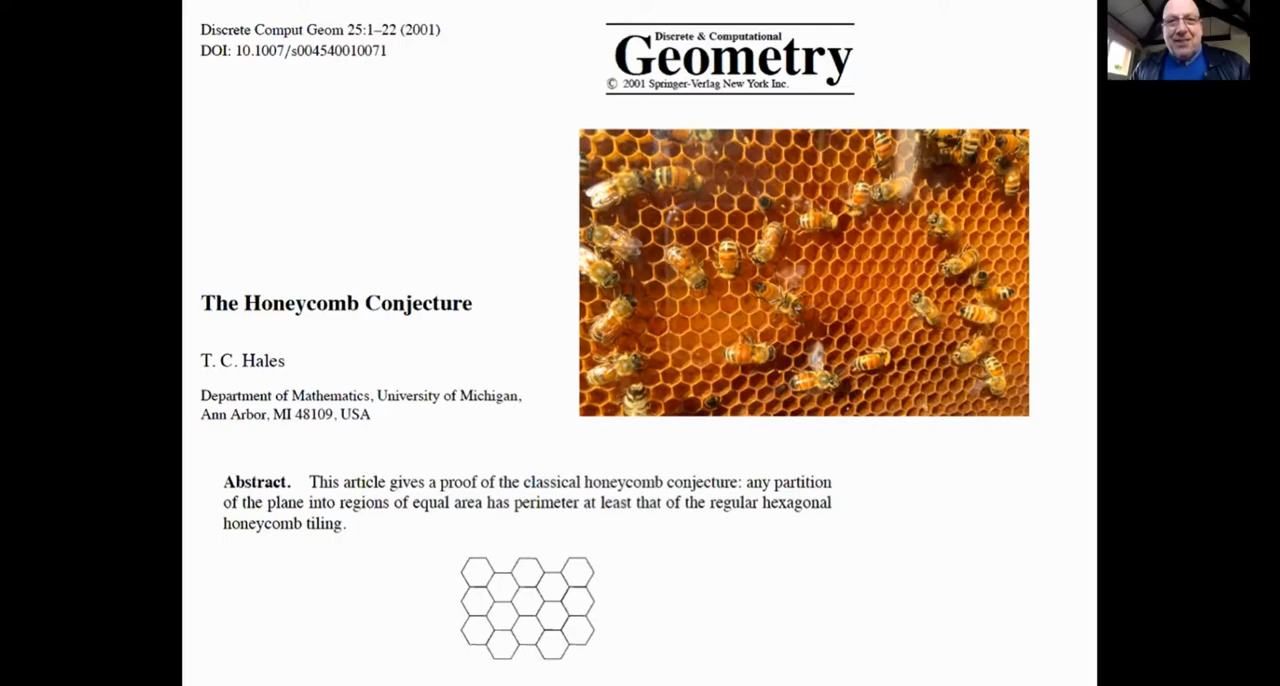 Discrete Comput Geom 25:1–22 (2001)
DOI: 10.1007/s004540010071
Discrete & Computational
Geometry
© 2001 Springer-Verlag New York Inc.
The Honeycomb Conjecture
T. C. Hales
Department of Mathematics, University of Michigan,
Ann Arbor, MI 48109, USA
Abstract. This article gives a proof of the classical honeycomb conjecture: any partition
of the plane into regions of equal area has perimeter at least that of the regular hexagonal
honeycomb tiling.